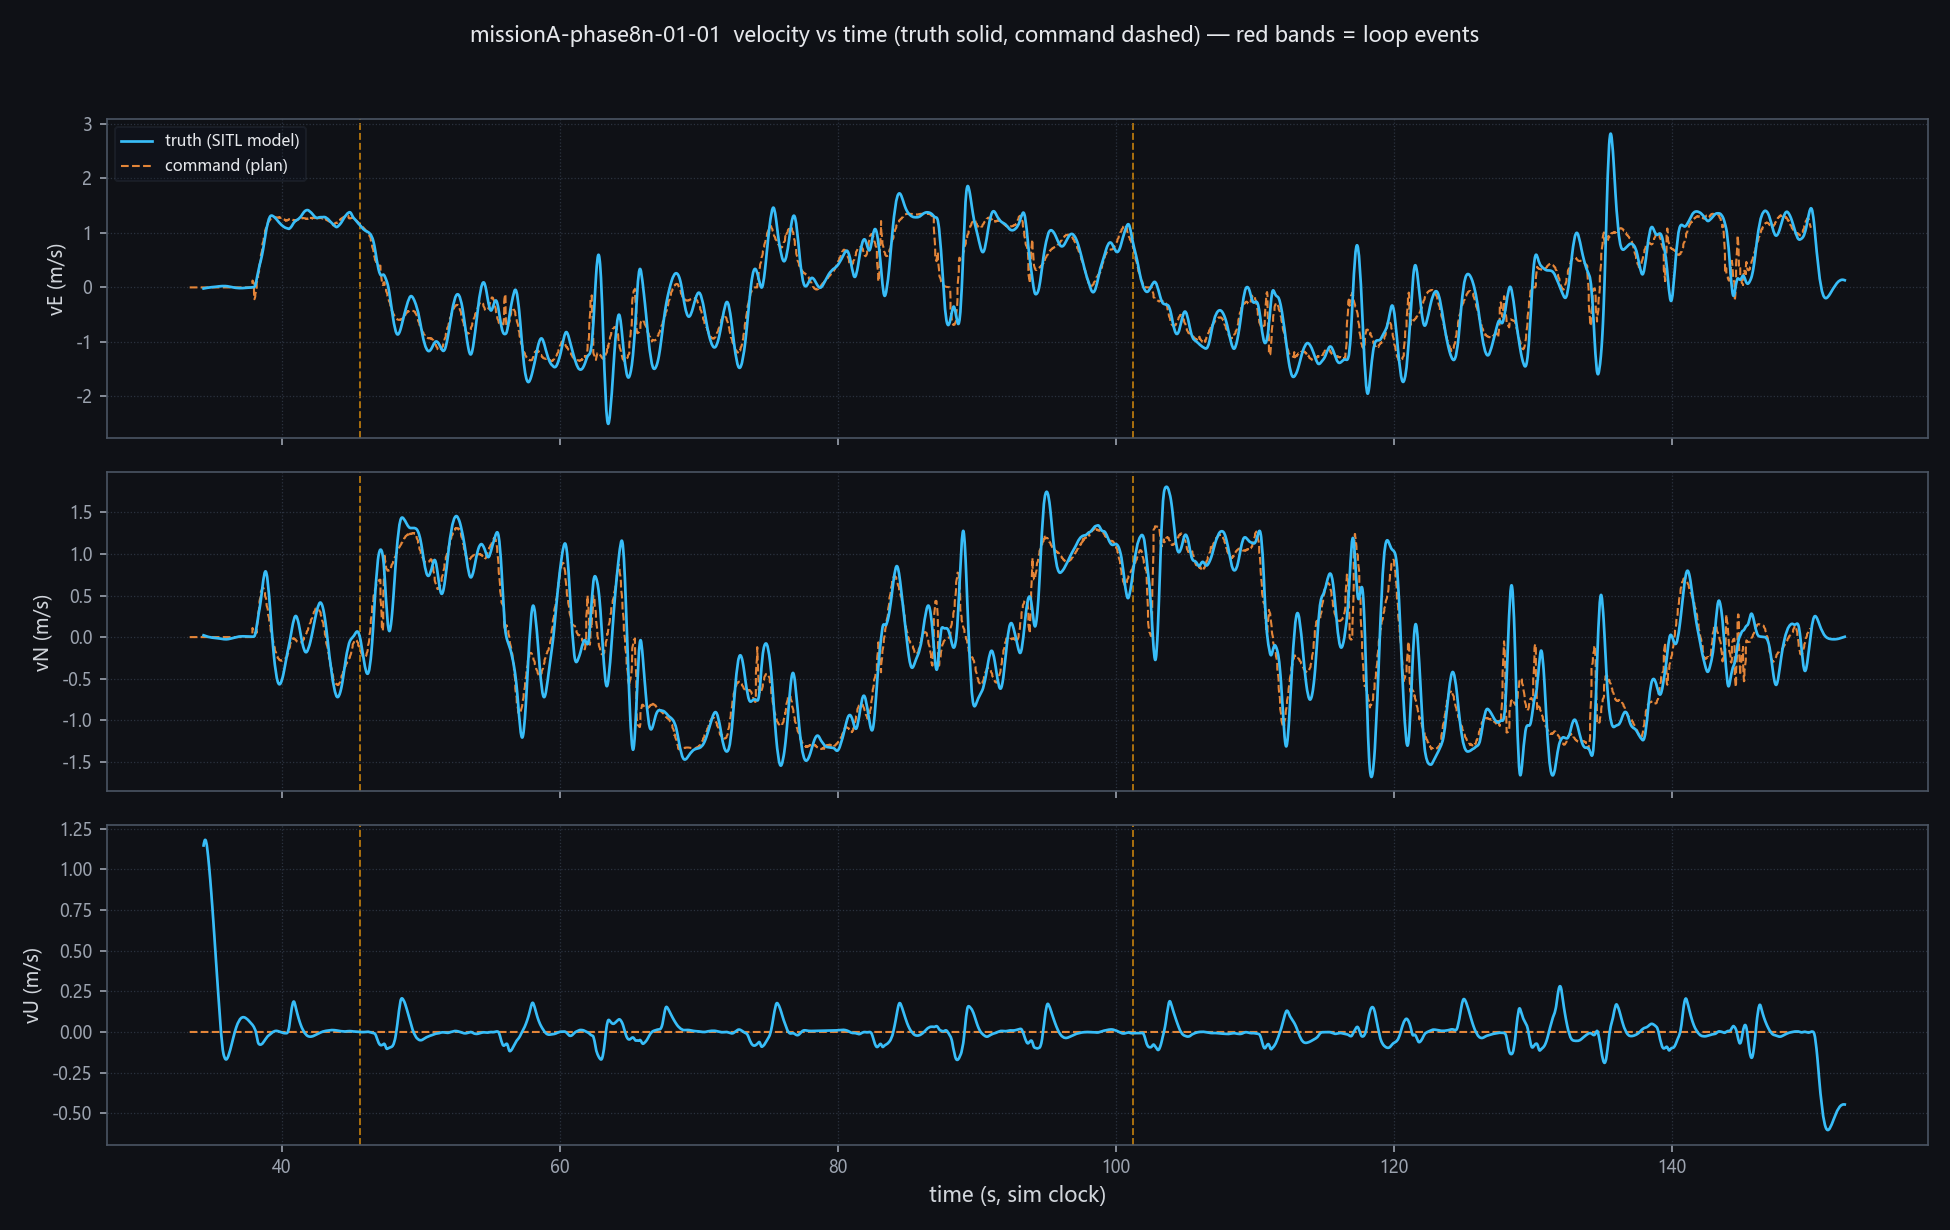 missionA-phase8n-01-01  velocity vs time (truth solid, command dashed) — red bands = loop events
3
2
1
0
-1
-2
vE (m/s)
truth (SITL model)
command (plan)
1.5
1.0
0.5
0.0
-0.5
-1.0
-1.5
vN (m/s)
1.25
1.00
0.75
0.50
0.25
0.00
-0.25
-0.50
vU (m/s)
40 60 80 100 120 140
time (s, sim clock)